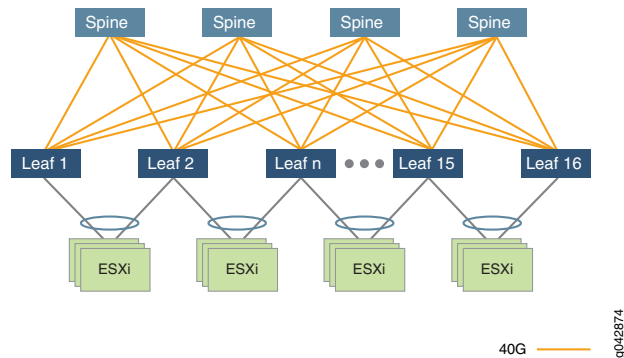 Spine Spine Spine Spine
Leaf 1 Leaf 2 Leaf n Leaf 15 Leaf 16
ESXi ESXi ESXi ESXi
40G
g042874